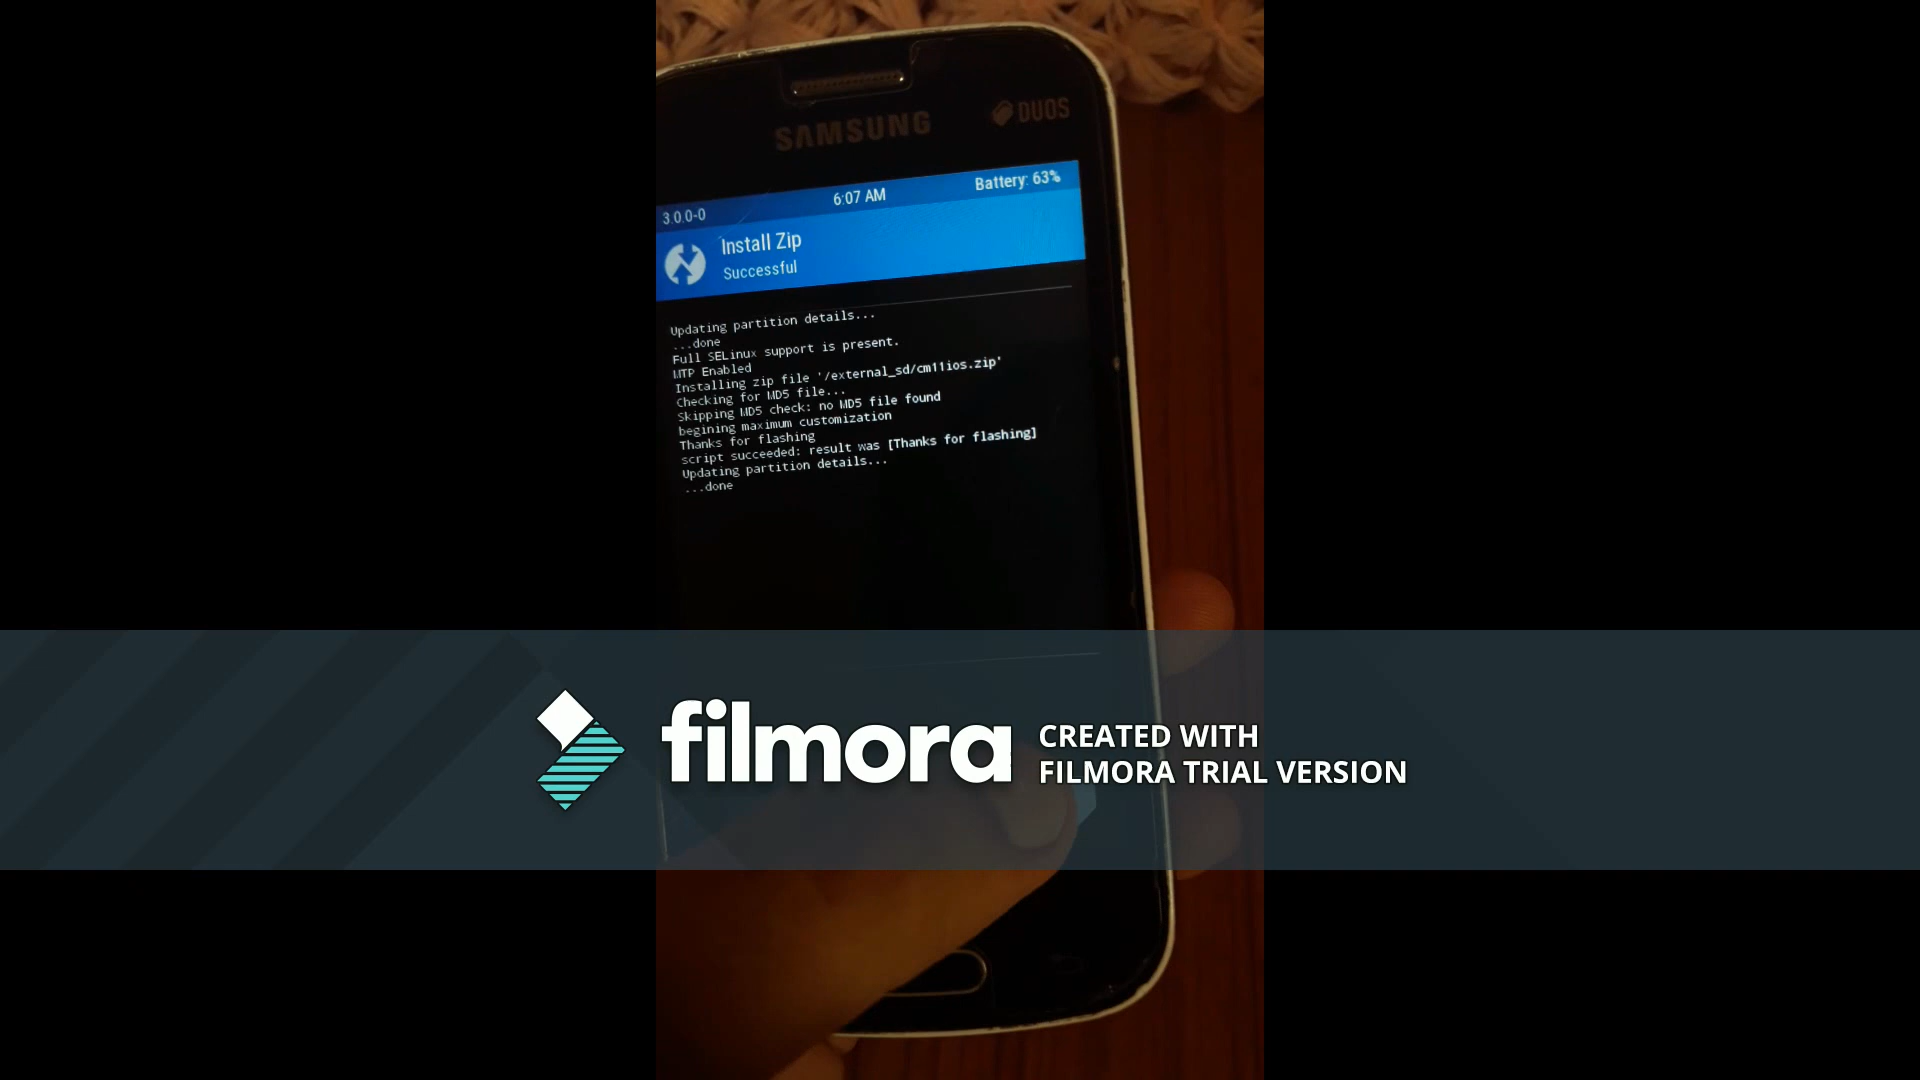 SAMSUNG
DUOS
3.0.0-0
6:07 AM
Battery: 63%
Install Zip
Successful
Updating partition details...
...done
Full SELinux support is present.
MTP Enabled
Installing zip file '/external_sd/cm11ios.zip'
Checking for MD5 file...
Skipping MD5 check: no MD5 file found
begining maximum customization
Thanks for flashing
script succeeded: result was [Thanks for flashing]
Updating partition details...
...done
filmora
CREATED WITH
FILMORA TRIAL VERSION